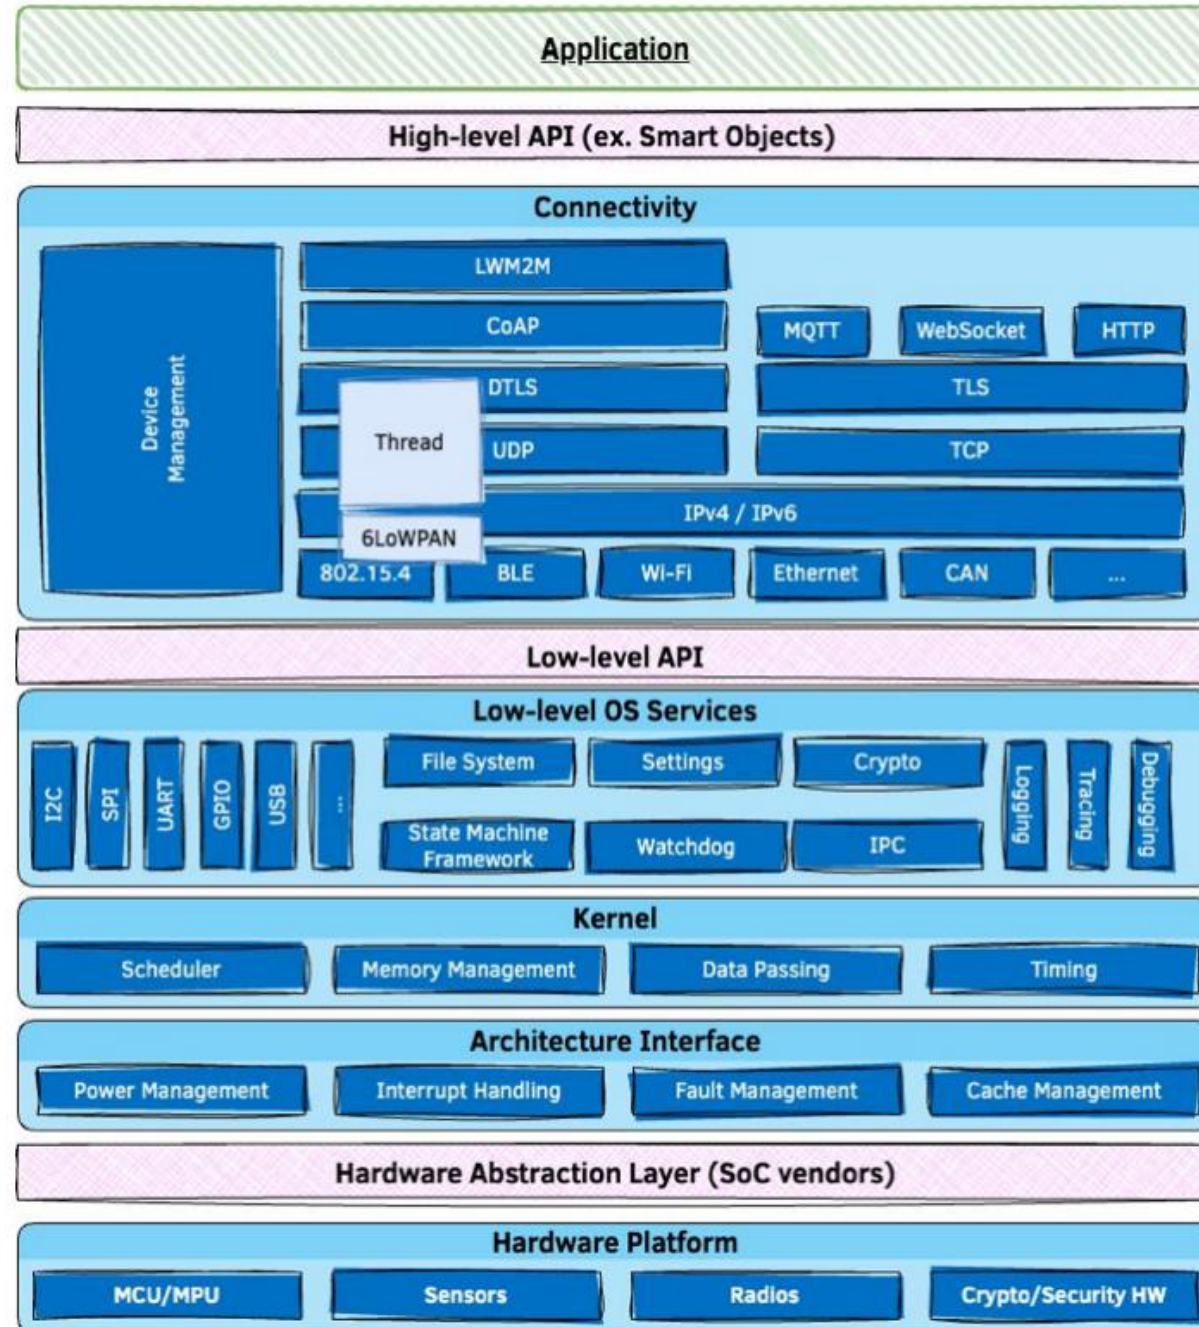 Application
High-level API (ex. Smart Objects)
Connectivity
Device
Management
LWM2M
CoAP
MQTT
WebSocket
HTTP
DTLS
TLS
Thread
UDP
TCP
IPv4 / IPv6
6LoWPAN
802.15.4
BLE
Wi-Fi
Ethernet
CAN
...
Low-level API
Low-level OS Services
I2C
SPI
UART
GPIO
USB
...
File System
Settings
Crypto
State Machine
Framework
Watchdog
IPC
Logging
Tracing
Debugging
Kernel
Scheduler
Memory Management
Data Passing
Timing
Architecture Interface
Power Management
Interrupt Handling
Fault Management
Cache Management
Hardware Abstraction Layer (SoC vendors)
Hardware Platform
MCU/MPU
Sensors
Radios
Crypto/Security HW